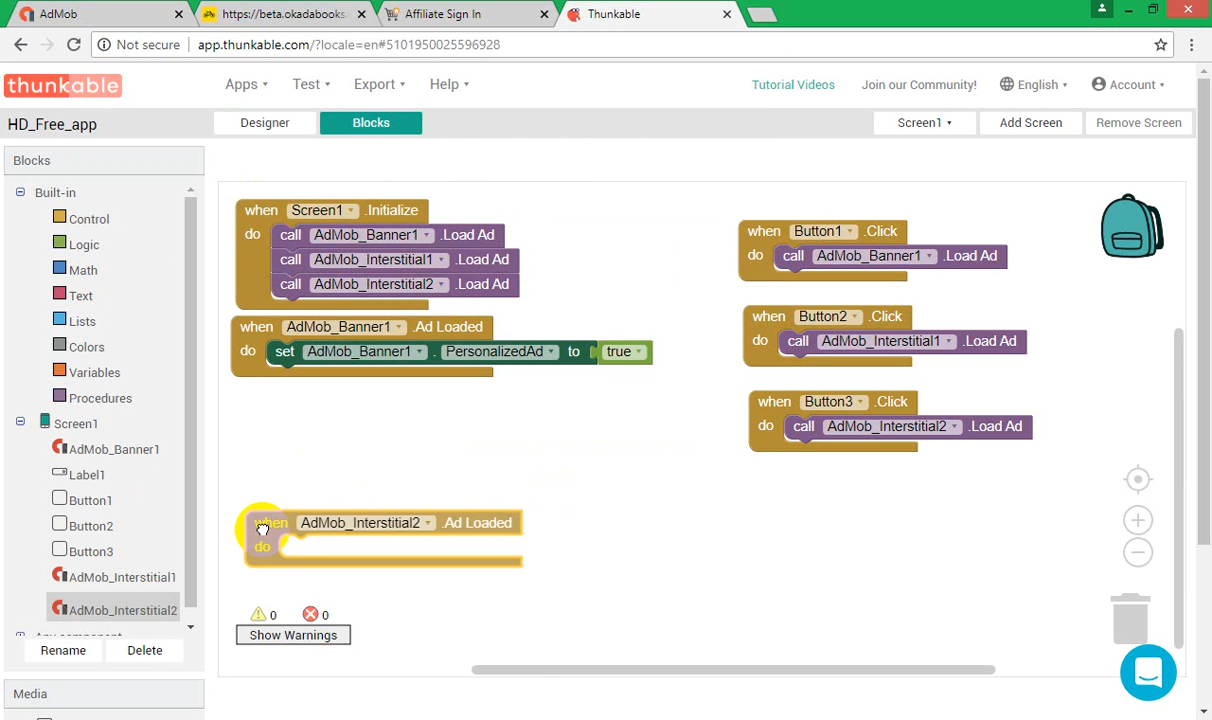 AdMob
https://beta.okadabooks.
Affiliate Sign In
Thunkable
Not secure
app.thunkable.com/?locale=en#5101950025596928
thunkable
Apps
Test
Export
Help
Tutorial Videos
Join our Community!
English
Account
HD_Free_app
Designer
Blocks
Screen1
Add Screen
Remove Screen
Blocks
Built-in
Control
Logic
Math
Text
Lists
Colors
Variables
Procedures
Screen1
AdMob_Banner1
Label1
Button1
Button2
Button3
AdMob_Interstitial1
AdMob_Interstitial2
Any component
Rename
Delete
Media
when Screen1 .Initialize
do call AdMob_Banner1 .Load Ad
call AdMob_Interstitial1 .Load Ad
call AdMob_Interstitial2 .Load Ad
when AdMob_Banner1 .Ad Loaded
do set AdMob_Banner1 . PersonalizedAd to true
when Button1 .Click
do call AdMob_Banner1 .Load Ad
when Button2 .Click
do call AdMob_Interstitial1 .Load Ad
when Button3 .Click
do call AdMob_Interstitial2 .Load Ad
when AdMob_Interstitial2 .Ad Loaded
do
0
0
Show Warnings